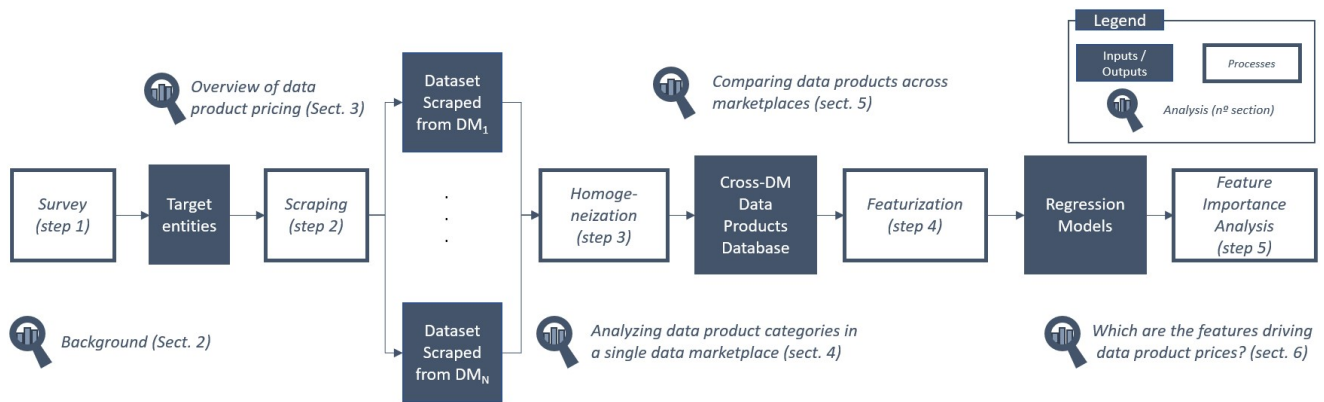 Legend
Inputs /
Outputs
Processes
Analysis (nº section)
Overview of data
product pricing (Sect. 3)
Dataset
Scraped
from DM₁
Comparing data products across
marketplaces (sect. 5)
Survey
(step 1)
Target
entities
Scraping
(step 2)
.
.
.
Homoge-
neization
(step 3)
Cross-DM
Data
Products
Database
Featurization
(step 4)
Regression
Models
Feature
Importance
Analysis
(step 5)
Background (Sect. 2)
Dataset
Scraped
from DMN
Analyzing data product categories in
a single data marketplace (sect. 4)
Which are the features driving
data product prices? (sect. 6)